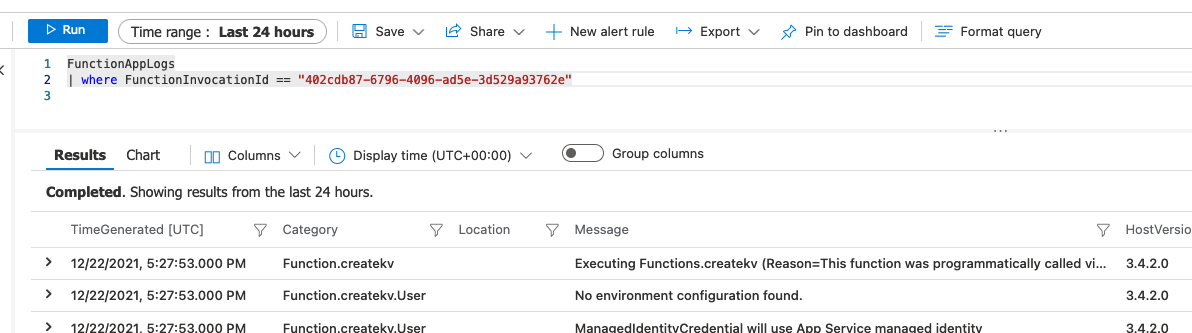 Run Time range : Last 24 hours Save Share New alert rule Export Pin to dashboard Format query
1 FunctionAppLogs
2 | where FunctionInvocationId == "402cdb87-6796-4096-ad5e-3d529a93762e"
3
Results Chart Columns Display time (UTC+00:00) Group columns
Completed. Showing results from the last 24 hours.
TimeGenerated [UTC] Category Location Message HostVersio
12/22/2021, 5:27:53.000 PM Function.createkv Executing Functions.createkv (Reason=This function was programmatically called vi... 3.4.2.0
12/22/2021, 5:27:53.000 PM Function.createkv.User No environment configuration found. 3.4.2.0
12/22/2021, 5:27:53.000 PM Function.createkv.User ManagedIdentityCredential will use App Service managed identity 3.4.2.0